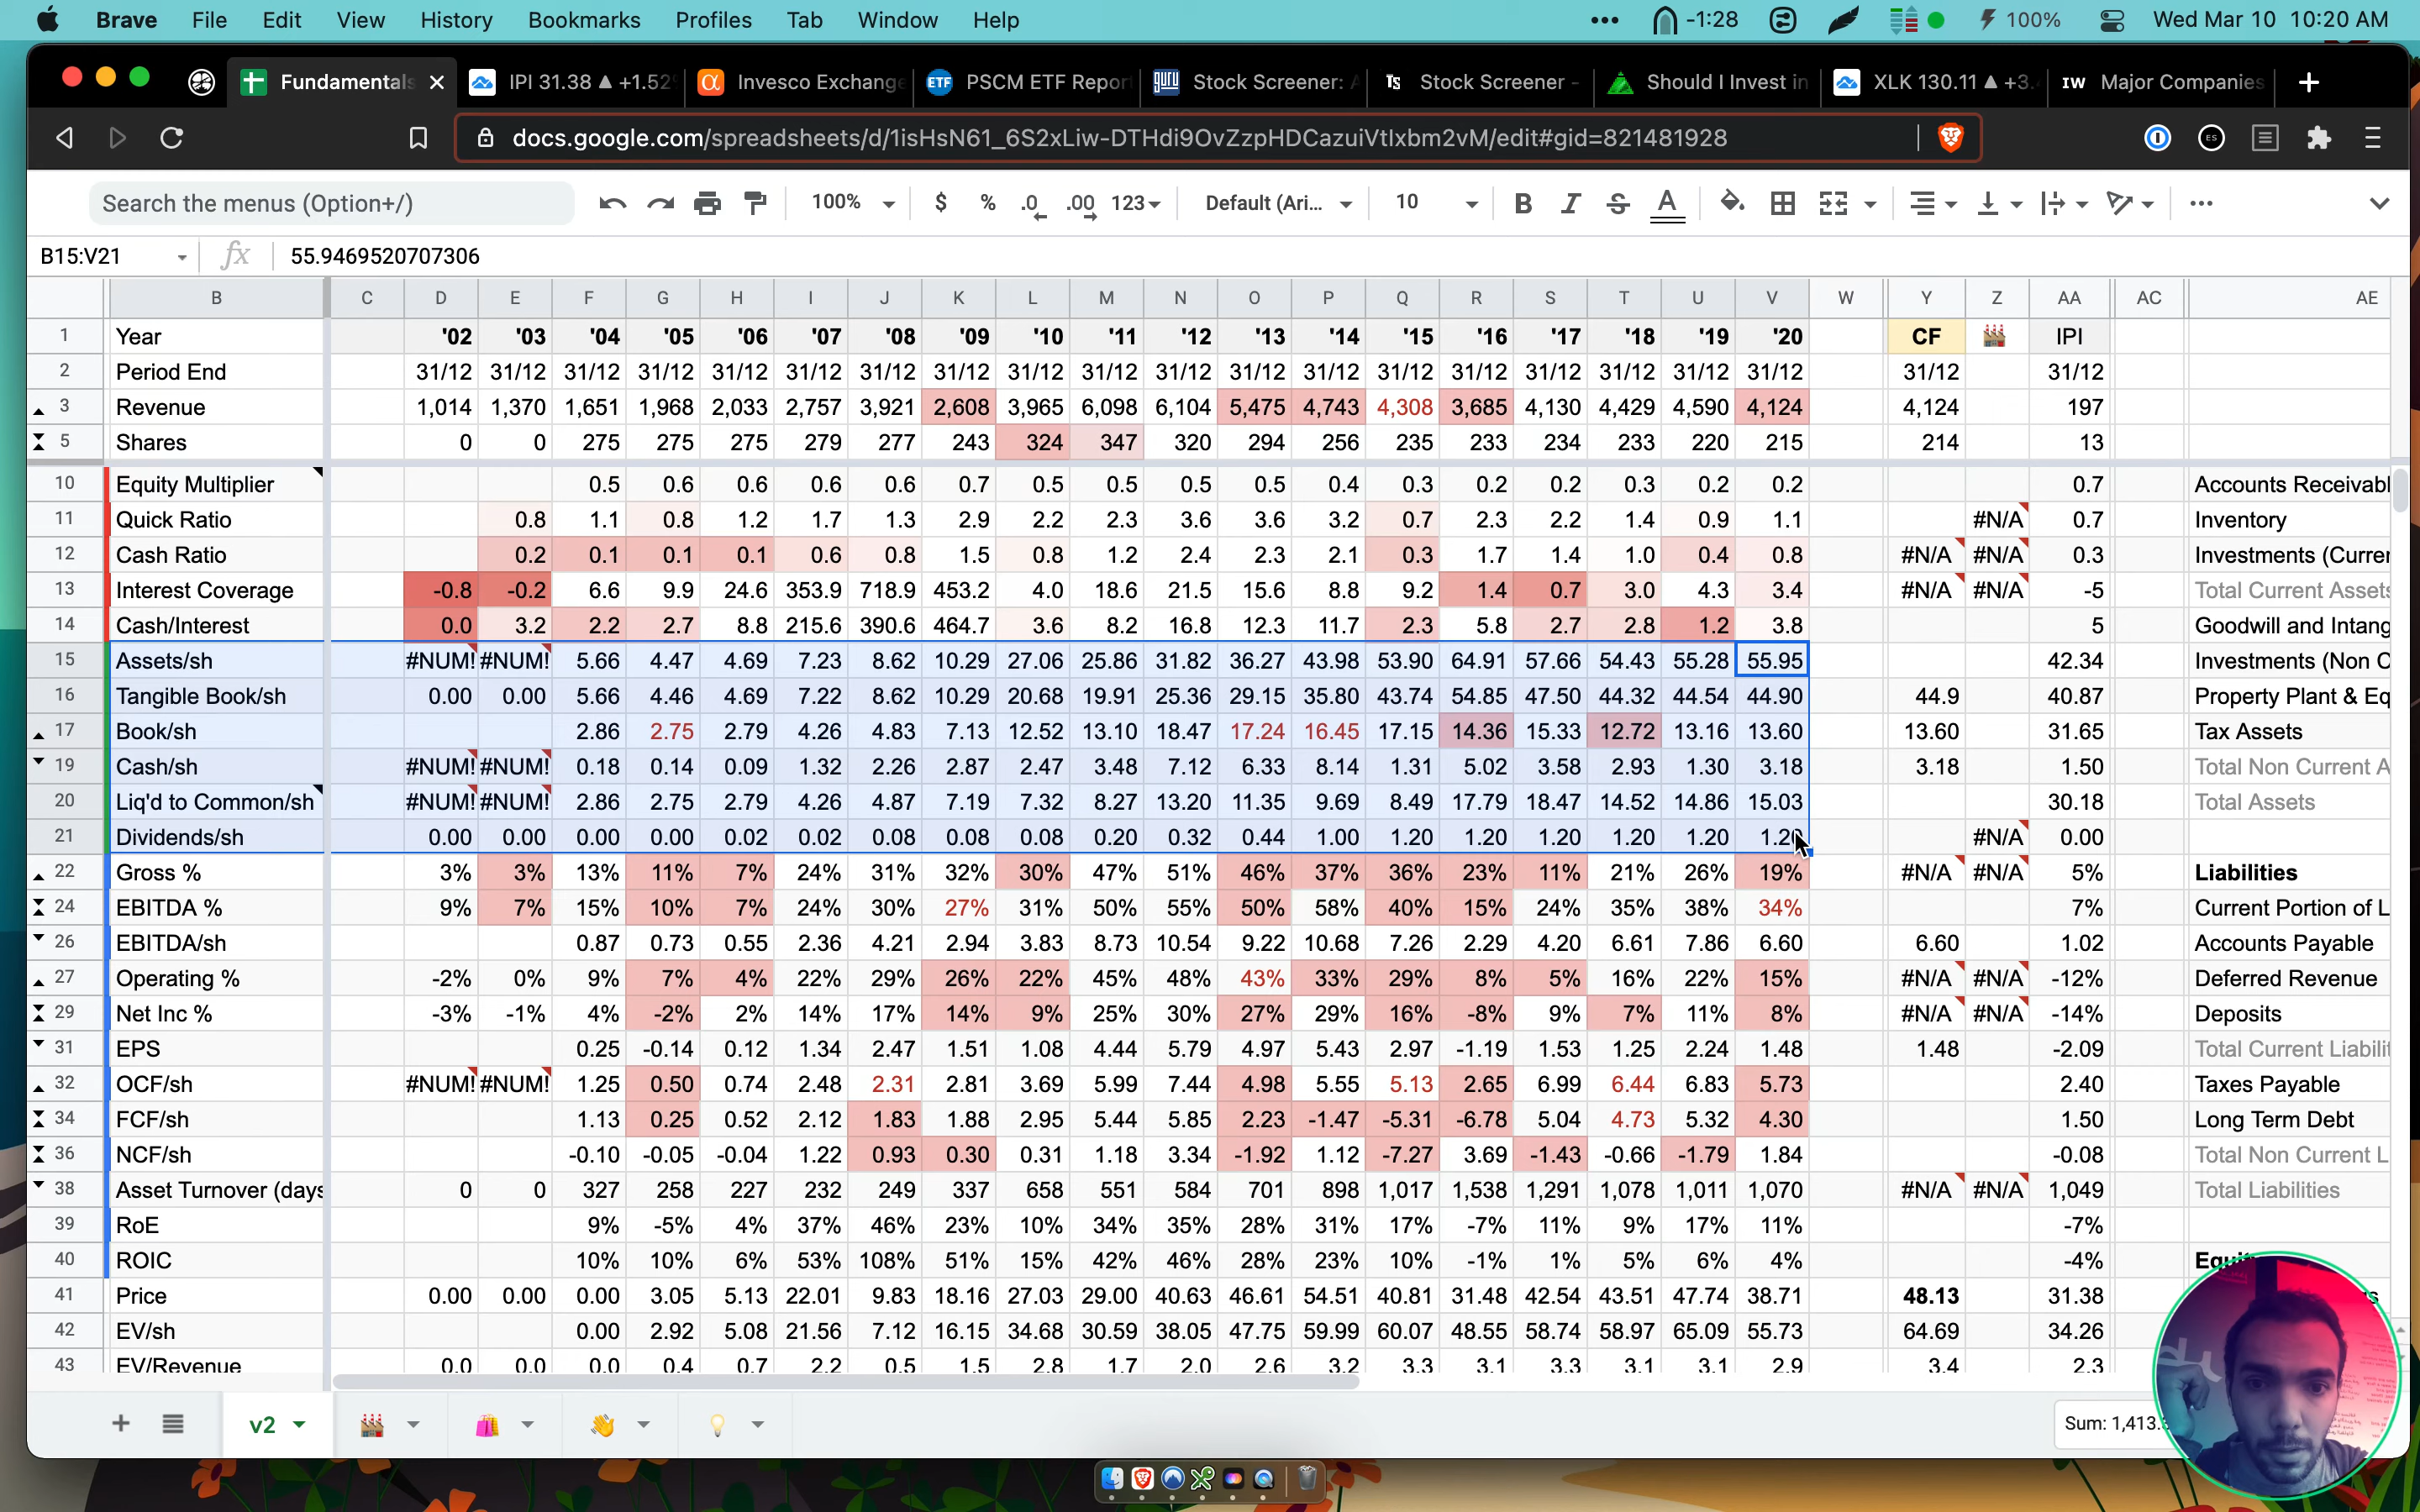 Brave File Edit View History Bookmarks Profiles Tab Window Help ••• -1:28 100% Wed Mar 10 10:20 AM
Fundamentals IPI 31.38 ▲ +1.52 Invesco Exchange ETF PSCM ETF Repor guru Stock Screener: A TS Stock Screener - Should I Invest in XLK 130.11 ▲ +3. IW Major Companies
docs.google.com/spreadsheets/d/1isHsN61_6S2xLiw-DTHdi9OvZzpHDCazuiVtIxbm2vM/edit#gid=821481928
Search the menus (Option+/) 100% $ % .0 .00 123 Default (Ari... 10 B I S A
B15:V21 fx 55.9469520707306
B C D E F G H I J K L M N O P Q R S T U V W Y Z AA AC AE
1 Year '02 '03 '04 '05 '06 '07 '08 '09 '10 '11 '12 '13 '14 '15 '16 '17 '18 '19 '20 CF IPI
2 Period End 31/12 31/12 31/12 31/12 31/12 31/12 31/12 31/12 31/12 31/12 31/12 31/12 31/12 31/12 31/12 31/12 31/12 31/12 31/12 31/12 31/12
3 Revenue 1,014 1,370 1,651 1,968 2,033 2,757 3,921 2,608 3,965 6,098 6,104 5,475 4,743 4,308 3,685 4,130 4,429 4,590 4,124 4,124 197
5 Shares 0 0 275 275 275 279 277 243 324 347 320 294 256 235 233 234 233 220 215 214 13
10 Equity Multiplier 0.5 0.6 0.6 0.6 0.6 0.7 0.5 0.5 0.5 0.5 0.4 0.3 0.2 0.2 0.3 0.2 0.2 0.7 Accounts Receivabl
11 Quick Ratio 0.8 1.1 0.8 1.2 1.7 1.3 2.9 2.2 2.3 3.6 3.6 3.2 0.7 2.3 2.2 1.4 0.9 1.1 #N/A 0.7 Inventory
12 Cash Ratio 0.2 0.1 0.1 0.1 0.6 0.8 1.5 0.8 1.2 2.4 2.3 2.1 0.3 1.7 1.4 1.0 0.4 0.8 #N/A #N/A 0.3 Investments (Currer
13 Interest Coverage -0.8 -0.2 6.6 9.9 24.6 353.9 718.9 453.2 4.0 18.6 21.5 15.6 8.8 9.2 1.4 0.7 3.0 4.3 3.4 #N/A #N/A -5 Total Current Assets
14 Cash/Interest 0.0 3.2 2.2 2.7 8.8 215.6 390.6 464.7 3.6 8.2 16.8 12.3 11.7 2.3 5.8 2.7 2.8 1.2 3.8 5 Goodwill and Intang
15 Assets/sh #NUM! #NUM! 5.66 4.47 4.69 7.23 8.62 10.29 27.06 25.86 31.82 36.27 43.98 53.90 64.91 57.66 54.43 55.28 55.95 42.34 Investments (Non C
16 Tangible Book/sh 0.00 0.00 5.66 4.46 4.69 7.22 8.62 10.29 20.68 19.91 25.36 29.15 35.80 43.74 54.85 47.50 44.32 44.54 44.90 44.9 40.87 Property Plant & Eq
17 Book/sh 2.86 2.75 2.79 4.26 4.83 7.13 12.52 13.10 18.47 17.24 16.45 17.15 14.36 15.33 12.72 13.16 13.60 13.60 31.65 Tax Assets
19 Cash/sh #NUM! #NUM! 0.18 0.14 0.09 1.32 2.26 2.87 2.47 3.48 7.12 6.33 8.14 1.31 5.02 3.58 2.93 1.30 3.18 3.18 1.50 Total Non Current A
20 Liq'd to Common/sh #NUM! #NUM! 2.86 2.75 2.79 4.26 4.87 7.19 7.32 8.27 13.20 11.35 9.69 8.49 17.79 18.47 14.52 14.86 15.03 30.18 Total Assets
21 Dividends/sh 0.00 0.00 0.00 0.00 0.02 0.02 0.08 0.08 0.08 0.20 0.32 0.44 1.00 1.20 1.20 1.20 1.20 1.20 1.20 #N/A 0.00
22 Gross % 3% 3% 13% 11% 7% 24% 31% 32% 30% 47% 51% 46% 37% 36% 23% 11% 21% 26% 19% #N/A #N/A 5% Liabilities
24 EBITDA % 9% 7% 15% 10% 7% 24% 30% 27% 31% 50% 55% 50% 58% 40% 15% 24% 35% 38% 34% 7% Current Portion of L
26 EBITDA/sh 0.87 0.73 0.55 2.36 4.21 2.94 3.83 8.73 10.54 9.22 10.68 7.26 2.29 4.20 6.61 7.86 6.60 6.60 1.02 Accounts Payable
27 Operating % -2% 0% 9% 7% 4% 22% 29% 26% 22% 45% 48% 43% 33% 29% 8% 5% 16% 22% 15% #N/A #N/A -12% Deferred Revenue
29 Net Inc % -3% -1% 4% -2% 2% 14% 17% 14% 9% 25% 30% 27% 29% 16% -8% 9% 7% 11% 8% #N/A #N/A -14% Deposits
31 EPS 0.25 -0.14 0.12 1.34 2.47 1.51 1.08 4.44 5.79 4.97 5.43 2.97 -1.19 1.53 1.25 2.24 1.48 1.48 -2.09 Total Current Liabilit
32 OCF/sh #NUM! #NUM! 1.25 0.50 0.74 2.48 2.31 2.81 3.69 5.99 7.44 4.98 5.55 5.13 2.65 6.99 6.44 6.83 5.73 2.40 Taxes Payable
34 FCF/sh 1.13 0.25 0.52 2.12 1.83 1.88 2.95 5.44 5.85 2.23 -1.47 -5.31 -6.78 5.04 4.73 5.32 4.30 1.50 Long Term Debt
36 NCF/sh -0.10 -0.05 -0.04 1.22 0.93 0.30 0.31 1.18 3.34 -1.92 1.12 -7.27 3.69 -1.43 -0.66 -1.79 1.84 -0.08 Total Non Current L
38 Asset Turnover (days 0 0 327 258 227 232 249 337 658 551 584 701 898 1,017 1,538 1,291 1,078 1,011 1,070 #N/A #N/A 1,049 Total Liabilities
39 RoE 9% -5% 4% 37% 46% 23% 10% 34% 35% 28% 31% 17% -7% 11% 9% 17% 11% -7%
40 ROIC 10% 10% 6% 53% 108% 51% 15% 42% 46% 28% 23% 10% -1% 1% 5% 6% 4% -4%
41 Price 0.00 0.00 0.00 3.05 5.13 22.01 9.83 18.16 27.03 29.00 40.63 46.61 54.51 40.81 31.48 42.54 43.51 47.74 38.71 48.13 31.38
42 EV/sh 0.00 2.92 5.08 21.56 7.12 16.15 34.68 30.59 38.05 47.75 59.99 60.07 48.55 58.74 58.97 65.09 55.73 64.69 34.26
43 EV/Revenue 0.0 0.0 0.0 0.4 0.7 2.2 0.5 1.5 2.8 1.7 2.0 2.6 3.2 3.3 3.1 3.3 3.1 3.1 2.9 3.4 2.3
v2 Sum: 1,413.